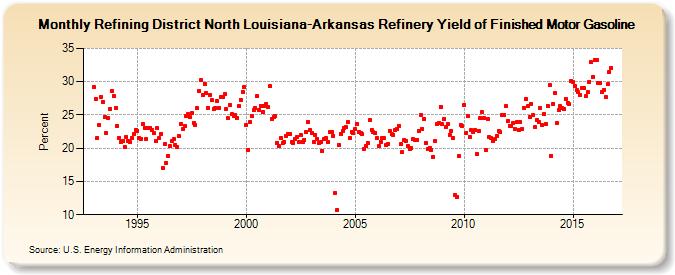 Monthly Refining District North Louisiana-Arkansas Refinery Yield of Finished Motor Gasoline
Percent
35
30
25
20
15
10
1995 2000 2005 2010 2015
Source: U.S. Energy Information Administration